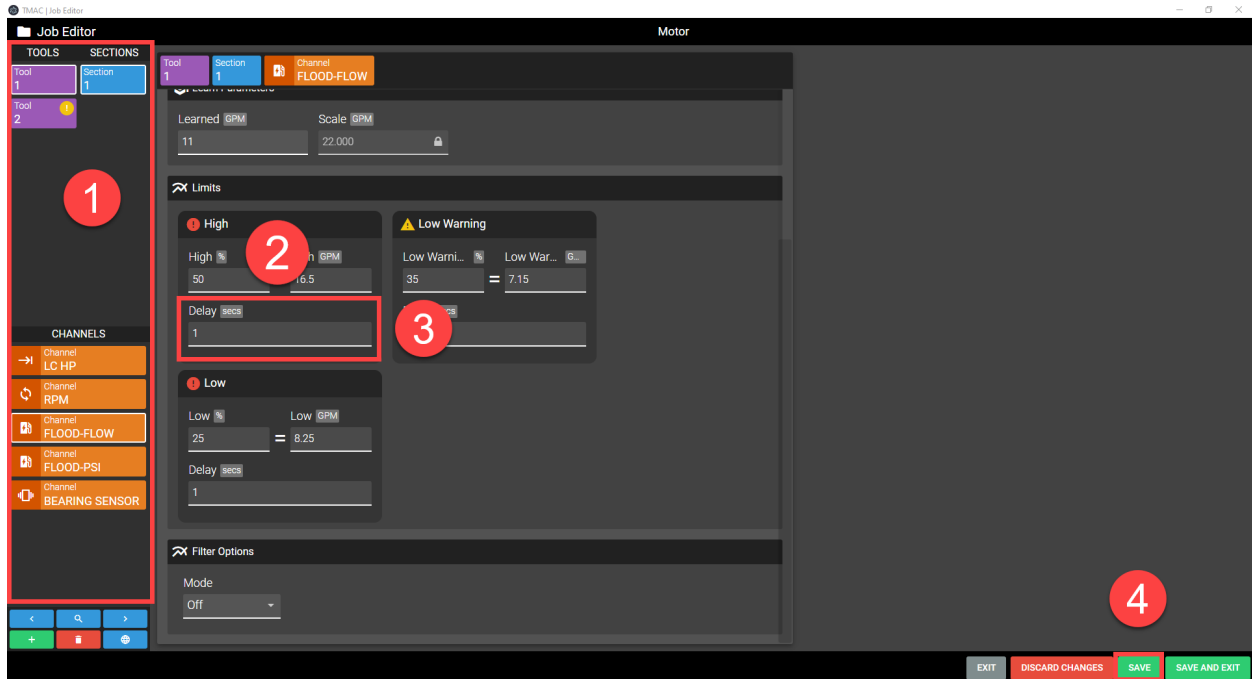 TMAC | Job Editor
Job Editor
Motor
TOOLS SECTIONS
Tool
1
Section
1
Tool
2
1
CHANNELS
Channel
LC HP
Channel
RPM
Channel
FLOOD-FLOW
Channel
FLOOD-PSI
Channel
BEARING SENSOR
Tool
1
Section
1
Channel
FLOOD-FLOW
Learn Parameters
Learned GPM Scale GPM
11 22.000
Limits
High
High % GPM
50 16.5
2
Delay secs
1
3
Low Warning
Low Warni... % Low War... G...
35 = 7.15
Low
Low % Low GPM
25 = 8.25
Delay secs
1
Filter Options
Mode
Off
4
EXIT DISCARD CHANGES SAVE SAVE AND EXIT